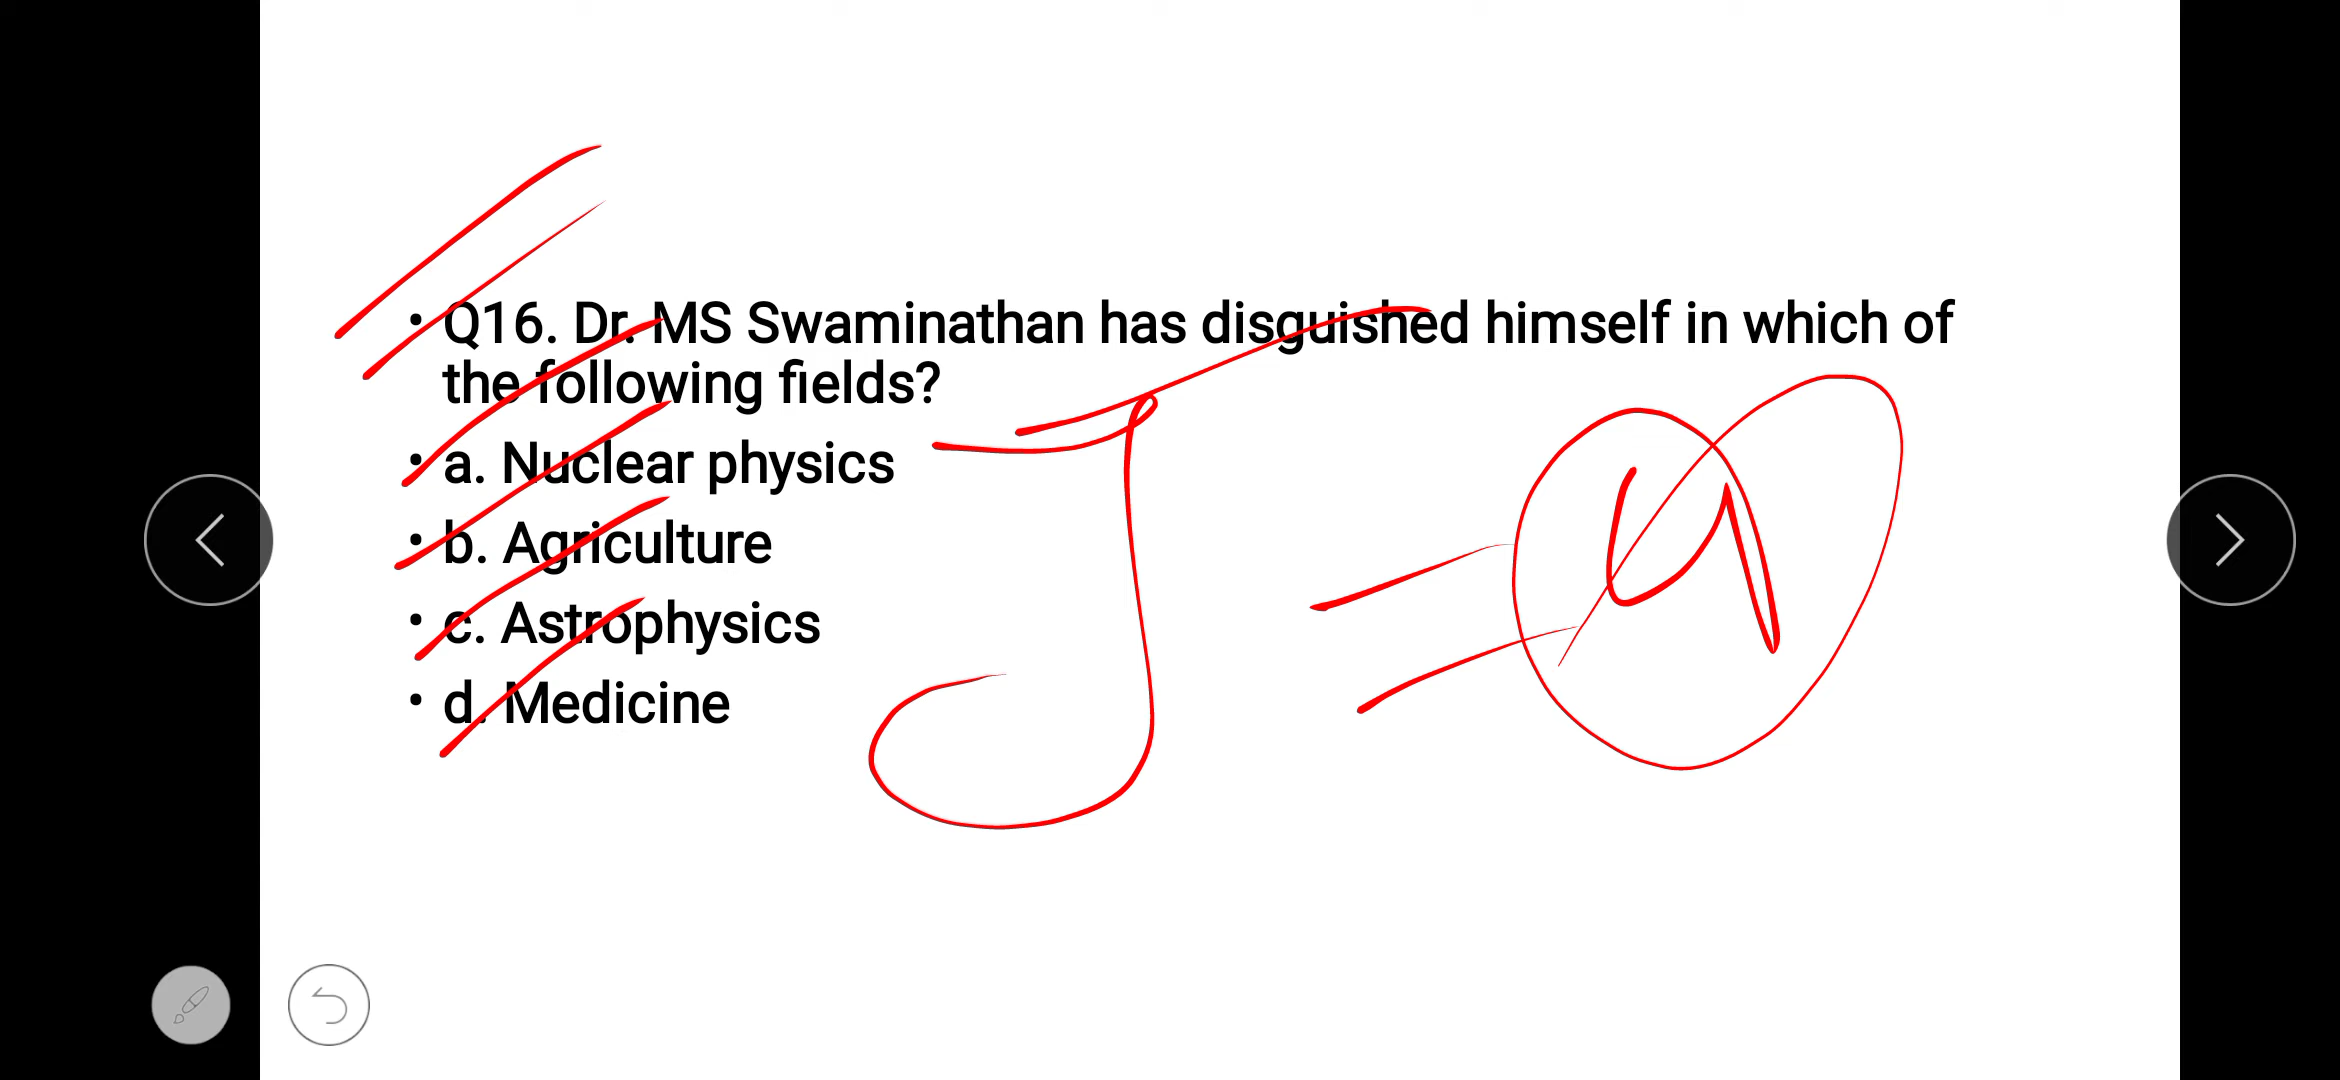 • Q16. Dr. MS Swaminathan has disguished himself in which of
the following fields?
• a. Nuclear physics
• b. Agriculture
• c. Astrophysics
• d. Medicine